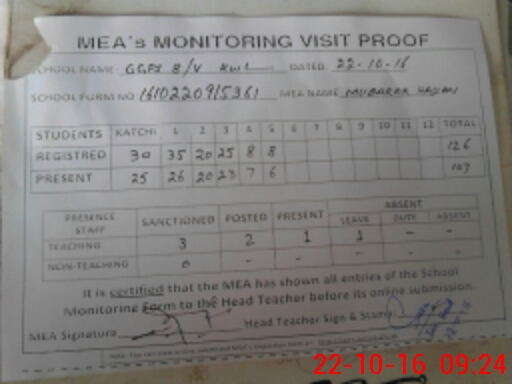 MEA's MONITORING VISIT PROOF
SCHOOL NAME: GGPS 8/V KWL DATED: 22-10-16
SCHOOL FORM NO 1610220915361 MEA NAME MUBARAK HASSAN
STUDENTS KATCHI 1 2 3 4 5 6 7 8 9 10 11 12 TOTAL
REGISTRED 30 35 20 25 8 8 126
PRESENT 25 26 20 23 7 6 107
PRESENCE STAFF SANCTIONED POSTED PRESENT ABSENT
LEAVE DUTY ABSENT
TEACHING 3 2 1 1 - -
NON-TEACHING 0 - - - - -
It is certified that the MEA has shown all entries of the School
Monitoring Form to the Head Teacher before its online submission.
MEA Signature Head Teacher Sign & Stamp
22-10-16 09:24